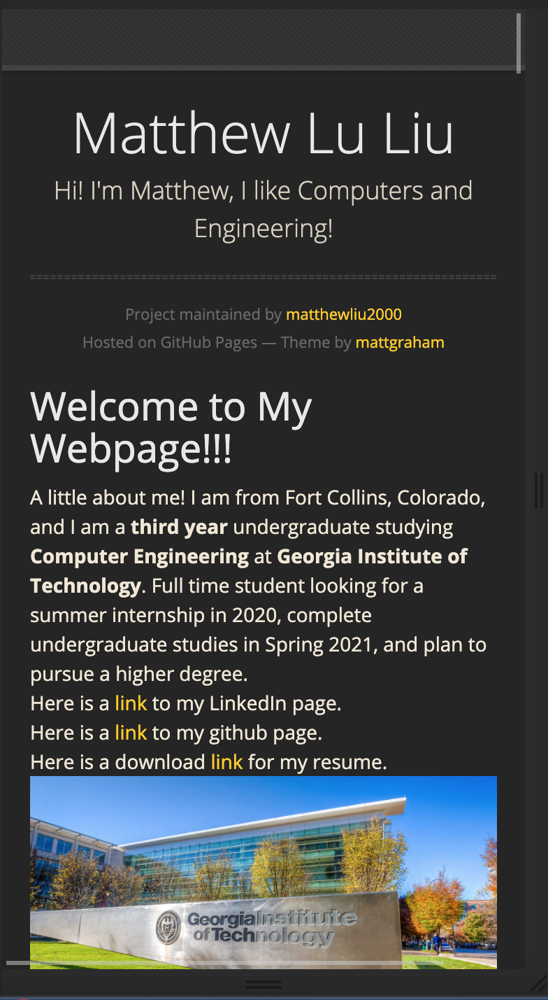 Matthew Lu Liu
Hi! I'm Matthew, I like Computers and
Engineering!
Project maintained by matthewliu2000
Hosted on GitHub Pages — Theme by mattgraham
Welcome to My
Webpage!!!
A little about me! I am from Fort Collins, Colorado,
and I am a third year undergraduate studying
Computer Engineering at Georgia Institute of
Technology. Full time student looking for a
summer internship in 2020, complete
undergraduate studies in Spring 2021, and plan to
pursue a higher degree.
Here is a link to my LinkedIn page.
Here is a link to my github page.
Here is a download link for my resume.
GeorgiaInstitute
ofTechnology